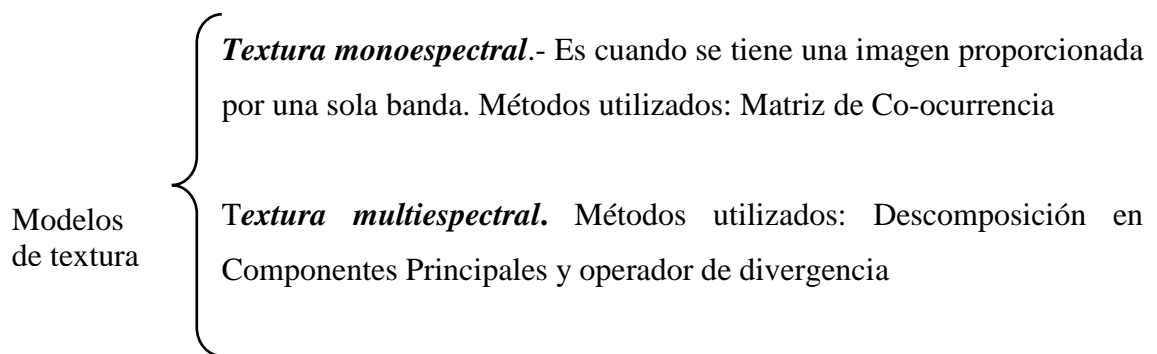 Textura monoespectral.- Es cuando se tiene una imagen proporcionada
por una sola banda. Métodos utilizados: Matriz de Co-ocurrencia
Modelos
de textura
Textura multiespectral. Métodos utilizados: Descomposición en
Componentes Principales y operador de divergencia